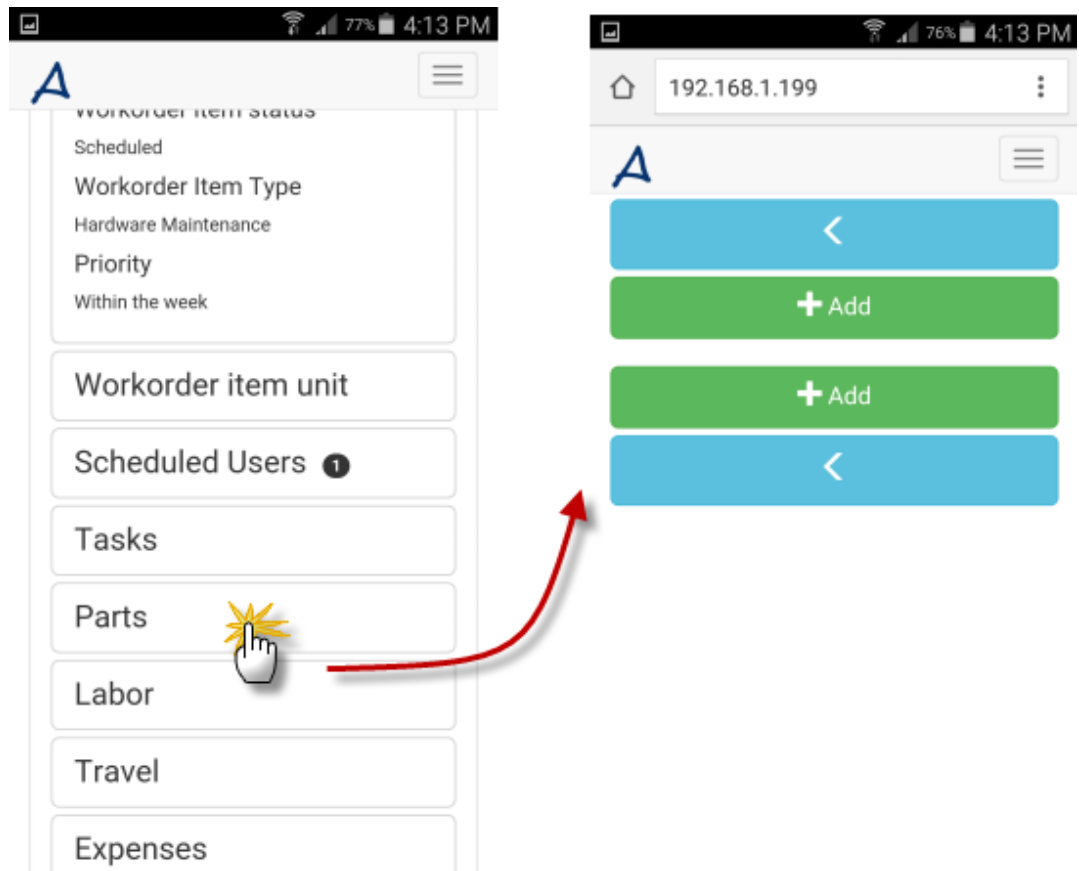 77% 4:13 PM
Workorder item status
Scheduled
Workorder Item Type
Hardware Maintenance
Priority
Within the week
Workorder item unit
Scheduled Users 1
Tasks
Parts
Labor
Travel
Expenses
76% 4:13 PM
192.168.1.199
Add
Add